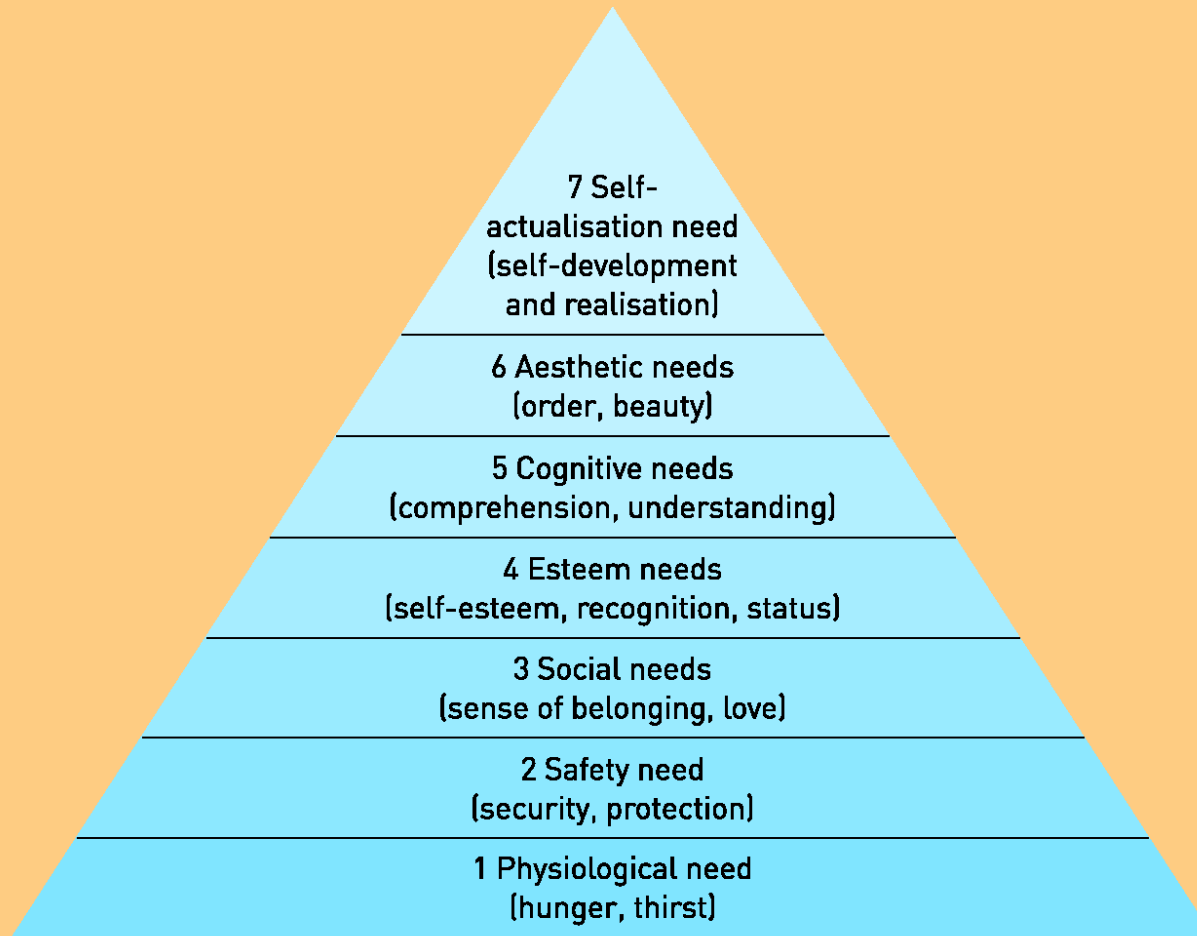 7 Self-
actualisation need
(self-development
and realisation)
6 Aesthetic needs
(order, beauty)
5 Cognitive needs
(comprehension, understanding)
4 Esteem needs
(self-esteem, recognition, status)
3 Social needs
(sense of belonging, love)
2 Safety need
(security, protection)
1 Physiological need
(hunger, thirst)